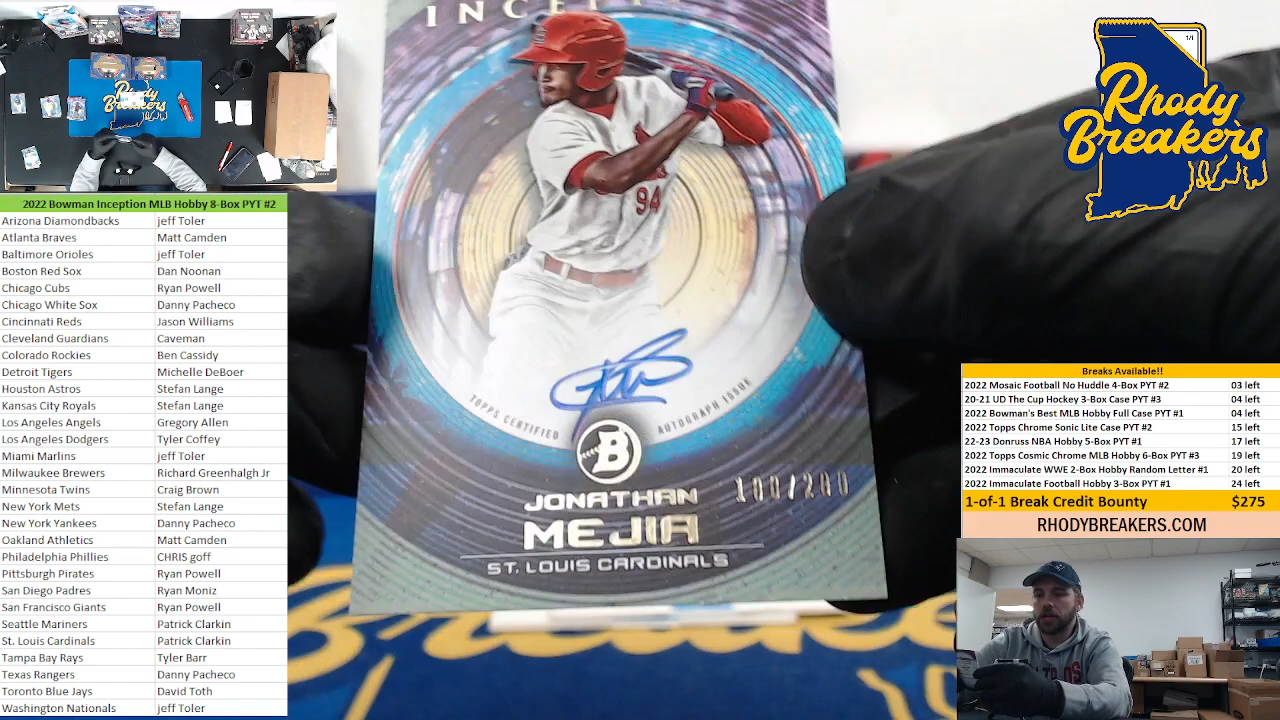 2022 Bowman Inception MLB Hobby 8-Box PYT #2
Arizona Diamondbacks jeff Toler
Atlanta Braves Matt Camden
Baltimore Orioles jeff Toler
Boston Red Sox Dan Noonan
Chicago Cubs Ryan Powell
Chicago White Sox Danny Pacheco
Cincinnati Reds Jason Williams
Cleveland Guardians Caveman
Colorado Rockies Ben Cassidy
Detroit Tigers Michelle DeBoer
Houston Astros Stefan Lange
Kansas City Royals Stefan Lange
Los Angeles Angels Gregory Allen
Los Angeles Dodgers Tyler Coffey
Miami Marlins jeff Toler
Milwaukee Brewers Richard Greenhalgh Jr
Minnesota Twins Craig Brown
New York Mets Stefan Lange
New York Yankees Danny Pacheco
Oakland Athletics Matt Camden
Philadelphia Phillies CHRIS goff
Pittsburgh Pirates Ryan Powell
San Diego Padres Ryan Moniz
San Francisco Giants Ryan Powell
Seattle Mariners Patrick Clarkin
St. Louis Cardinals Patrick Clarkin
Tampa Bay Rays Tyler Barr
Texas Rangers Danny Pacheco
Toronto Blue Jays David Toth
Washington Nationals jeff Toler
Rhody
Breakers
94
TOPPS CERTIFIED AUTOGRAPH ISSUE
B
JONATHAN
MEJIA
ST. LOUIS CARDINALS
1/1
Rhody
Breakers
Breaks Available!!
2022 Mosaic Football No Huddle 4-Box PYT #2 03 left
20-21 UD The Cup Hockey 3-Box Case PYT #3 04 left
2022 Bowman's Best MLB Hobby Full Case PYT #1 04 left
2022 Topps Chrome Sonic Lite Case PYT #2 15 left
22-23 Donruss NBA Hobby 5-Box PYT #1 17 left
2022 Topps Cosmic Chrome MLB Hobby 6-Box PYT #3 19 left
2022 Immaculate WWE 2-Box Hobby Random Letter #1 20 left
2022 Immaculate Football Hobby 3-Box PYT #1 24 left
1-of-1 Break Credit Bounty $275
RHODYBREAKERS.COM